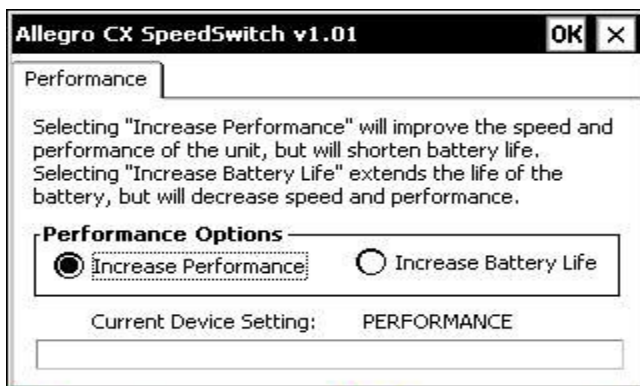 Allegro CX SpeedSwitch v1.01 OK ×
Performance
Selecting "Increase Performance" will improve the speed and
performance of the unit, but will shorten battery life.
Selecting "Increase Battery Life" extends the life of the
battery, but will decrease speed and performance.
Performance Options
Increase Performance Increase Battery Life
Current Device Setting: PERFORMANCE